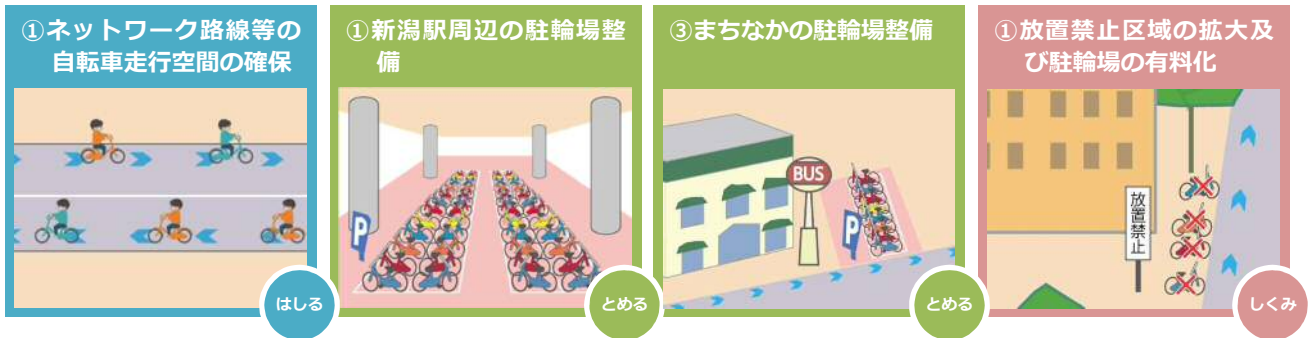 ①ネットワーク路線等の
自転車走行空間の確保
はしる
①新潟駅周辺の駐輪場整
備
P
とめる
③まちなかの駐輪場整備
BUS
P
とめる
①放置禁止区域の拡大及
び駐輪場の有料化
放置禁止
しくみ